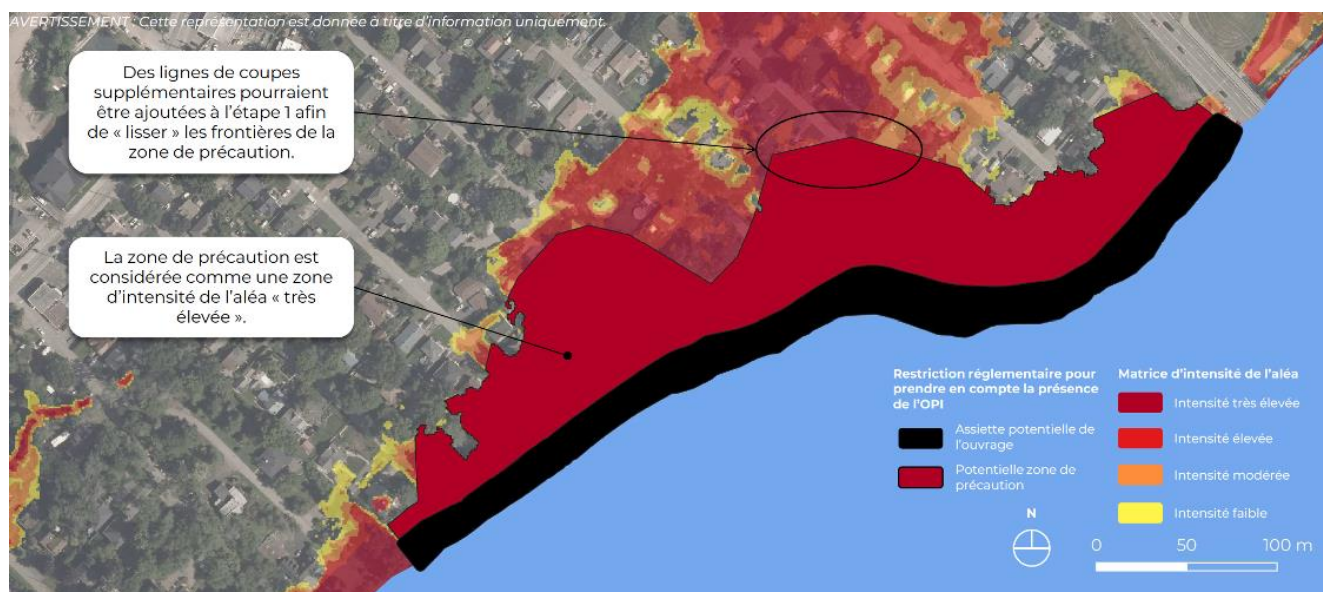 AVERTISSEMENT : Cette représentation est donnée à titre d'information uniquement.
Des lignes de coupes
supplémentaires pourraient
être ajoutées à l'étape 1 afin
de « lisser » les frontières de la
zone de précaution.
La zone de précaution est
considérée comme une zone
d'intensité de l'aléa « très
élevée ».
Restriction réglementaire pour
prendre en compte la présence
de l'OPI
Assiette potentielle de
l'ouvrage
Potentielle zone de
précaution
Matrice d'intensité de l'aléa
Intensité très élevée
Intensité élevée
Intensité modérée
Intensité faible
N
0 50 100 m